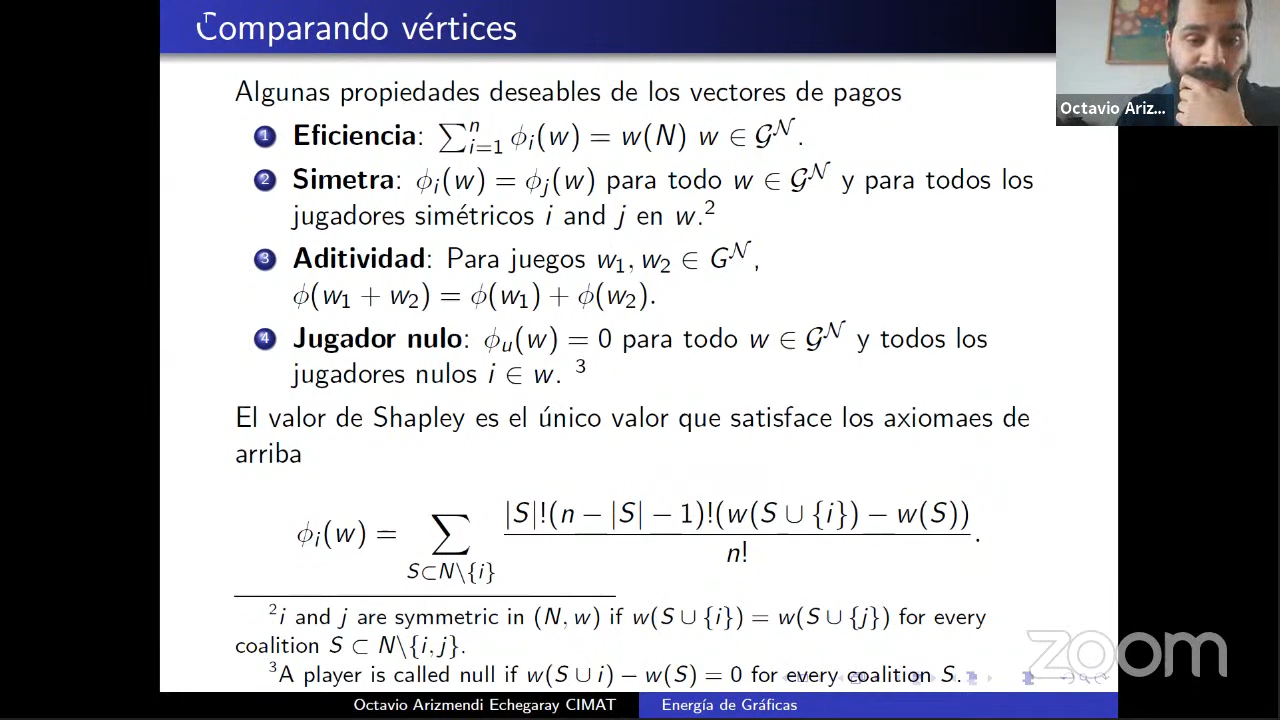 Comparando vértices
Octavio Ariz...
Algunas propiedades deseables de los vectores de pagos
1 Eficiencia: ∑ⁿᵢ₌₁ ϕᵢ(w) = w(N) w ∈ 𝒢^𝒩.
2 Simetra: ϕᵢ(w) = ϕⱼ(w) para todo w ∈ 𝒢^𝒩 y para todos los
jugadores simétricos i and j en w.²
3 Aditividad: Para juegos w₁, w₂ ∈ G^𝒩,
ϕ(w₁ + w₂) = ϕ(w₁) + ϕ(w₂).
4 Jugador nulo: ϕᵤ(w) = 0 para todo w ∈ 𝒢^𝒩 y todos los
jugadores nulos i ∈ w. ³
El valor de Shapley es el único valor que satisface los axiomaes de
arriba
ϕᵢ(w) = ∑_{S⊂N\{i}} |S|!(n − |S| − 1)!(w(S ∪ {i}) − w(S)) / n! .
²i and j are symmetric in (N, w) if w(S ∪ {i}) = w(S ∪ {j}) for every
coalition S ⊂ N\{i, j}.
³A player is called null if w(S ∪ i) − w(S) = 0 for every coalition S.
zoom
Octavio Arizmendi Echegaray CIMAT Energía de Gráficas